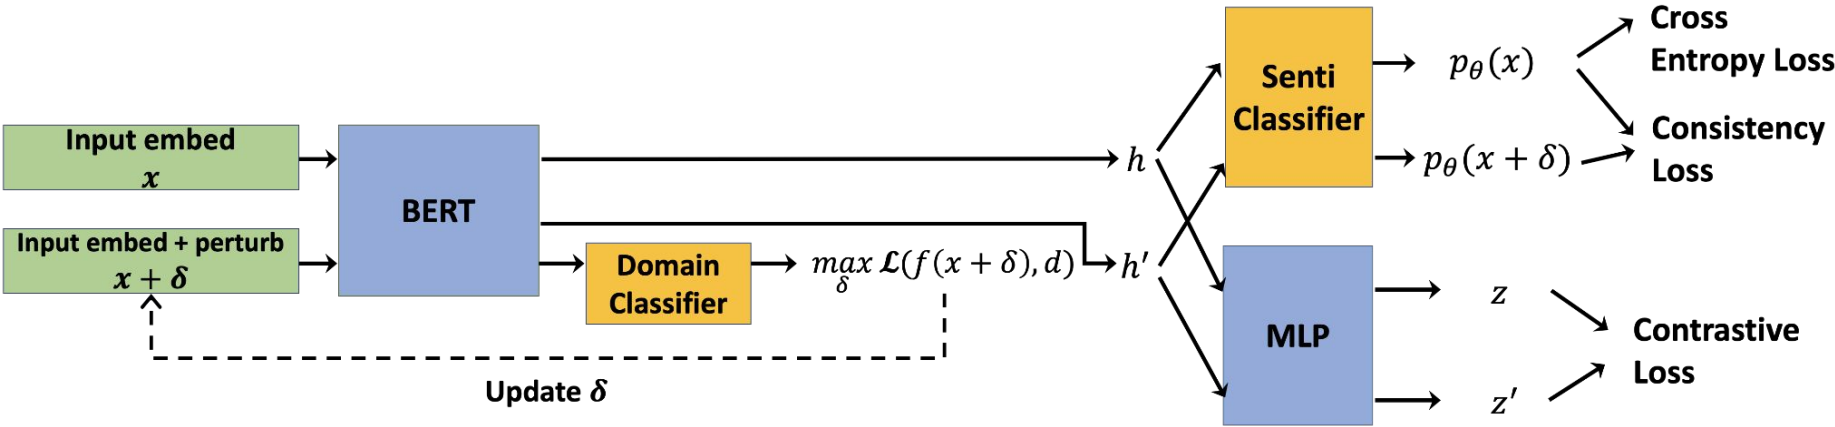 Input embed
x
Input embed + perturb
x + δ
BERT
Domain
Classifier
max ℒ(f(x + δ), d)
δ
Update δ
h
h′
Senti
Classifier
MLP
pθ(x)
pθ(x + δ)
z
z′
Cross
Entropy Loss
Consistency
Loss
Contrastive
Loss